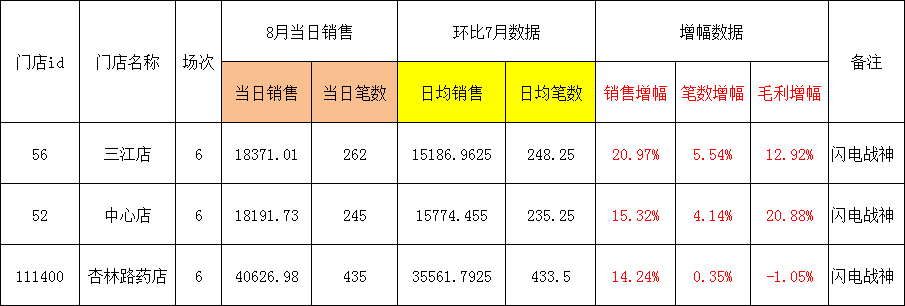 门店id 门店名称 场次 8月当日销售 环比7月数据 增幅数据 备注
当日销售 当日笔数 日均销售 日均笔数 销售增幅 笔数增幅 毛利增幅
56 三江店 6 18371.01 262 15186.9625 248.25 20.97% 5.54% 12.92% 闪电战神
52 中心店 6 18191.73 245 15774.455 235.25 15.32% 4.14% 20.88% 闪电战神
111400 杏林路药店 6 40626.98 435 35561.7925 433.5 14.24% 0.35% -1.05% 闪电战神